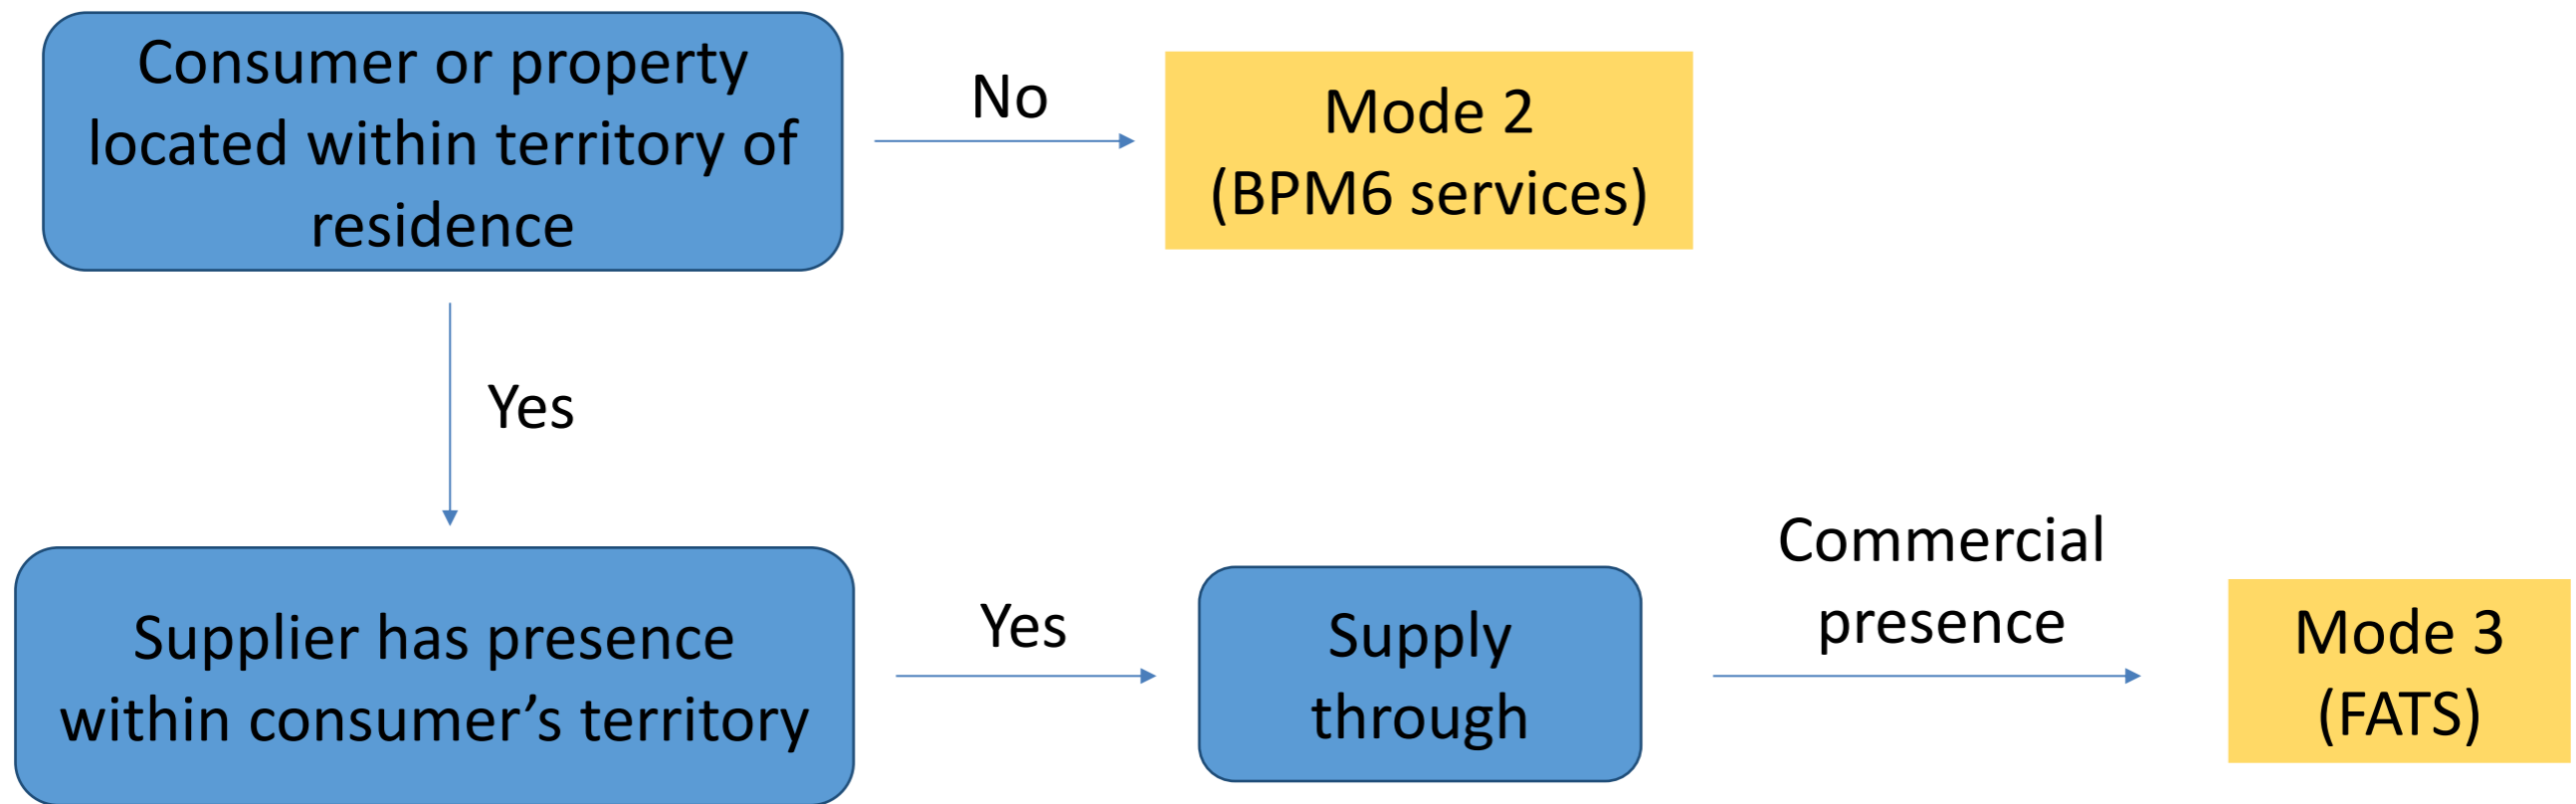 Consumer or property
located within territory of
residence
No
Mode 2
(BPM6 services)
Yes
Supplier has presence
within consumer’s territory
Yes
Supply
through
Commercial
presence
Mode 3
(FATS)